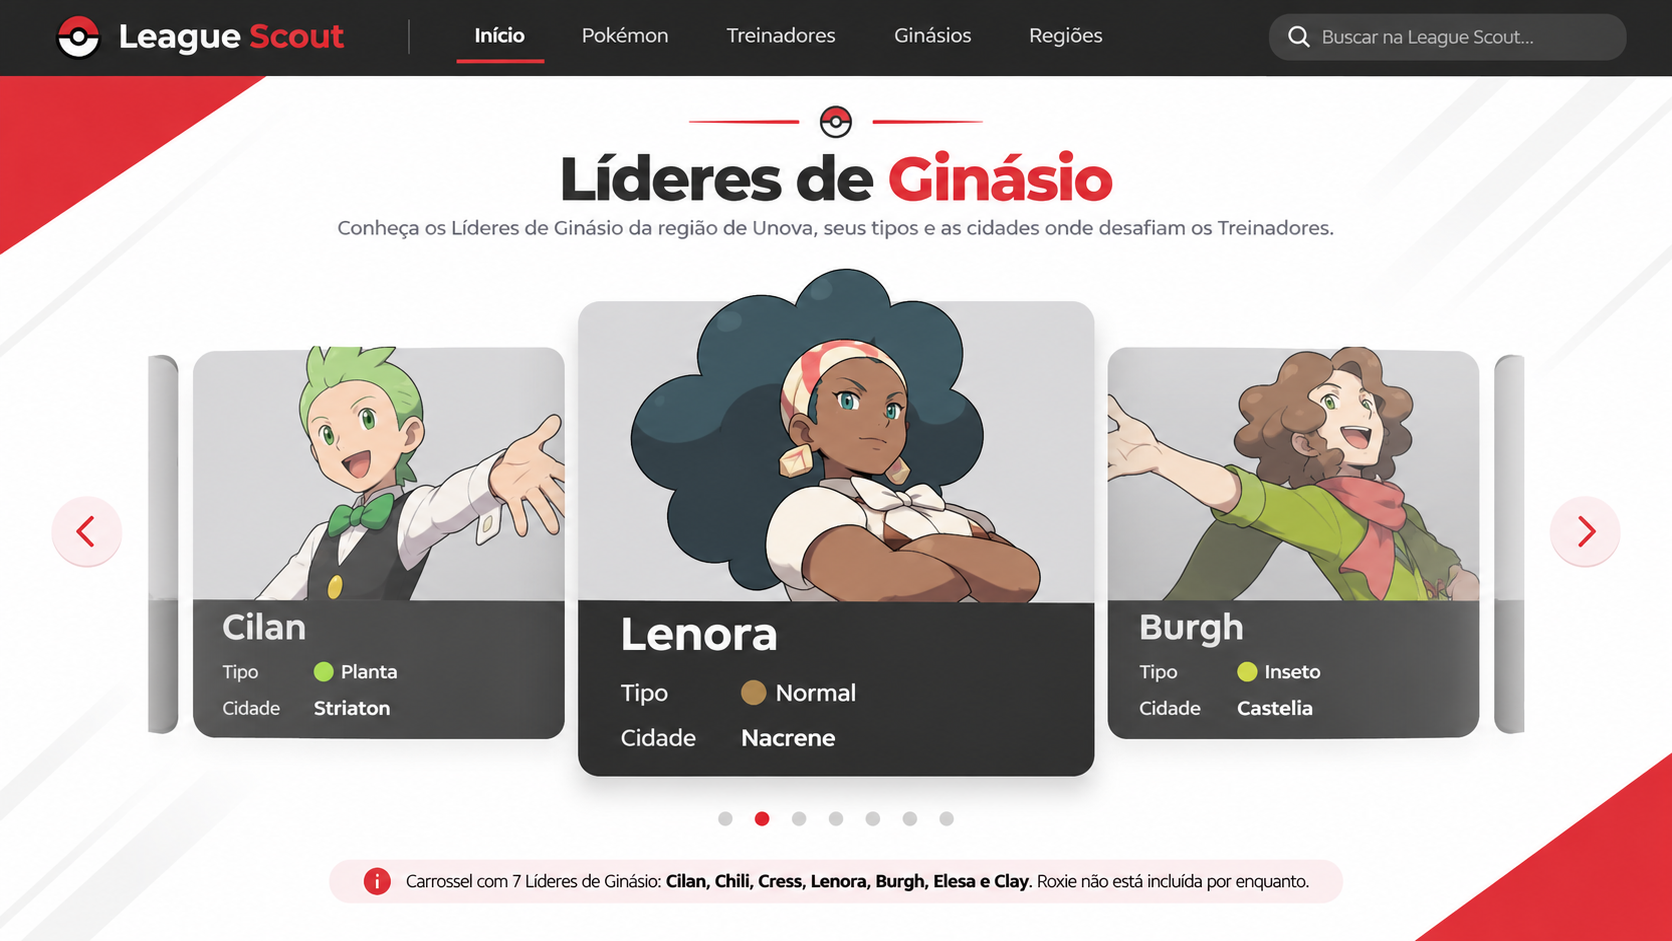 League Scout
Início
Pokémon
Treinadores
Ginásios
Regiões
Buscar na League Scout...
Líderes de Ginásio
Conheça os Líderes de Ginásio da região de Unova, seus tipos e as cidades onde desafiam os Treinadores.
Cilan
Tipo Planta
Cidade Striaton
Lenora
Tipo Normal
Cidade Nacrene
Burgh
Tipo Inseto
Cidade Castelia
Carrossel com 7 Líderes de Ginásio: Cilan, Chili, Cress, Lenora, Burgh, Elesa e Clay. Roxie não está incluída por enquanto.